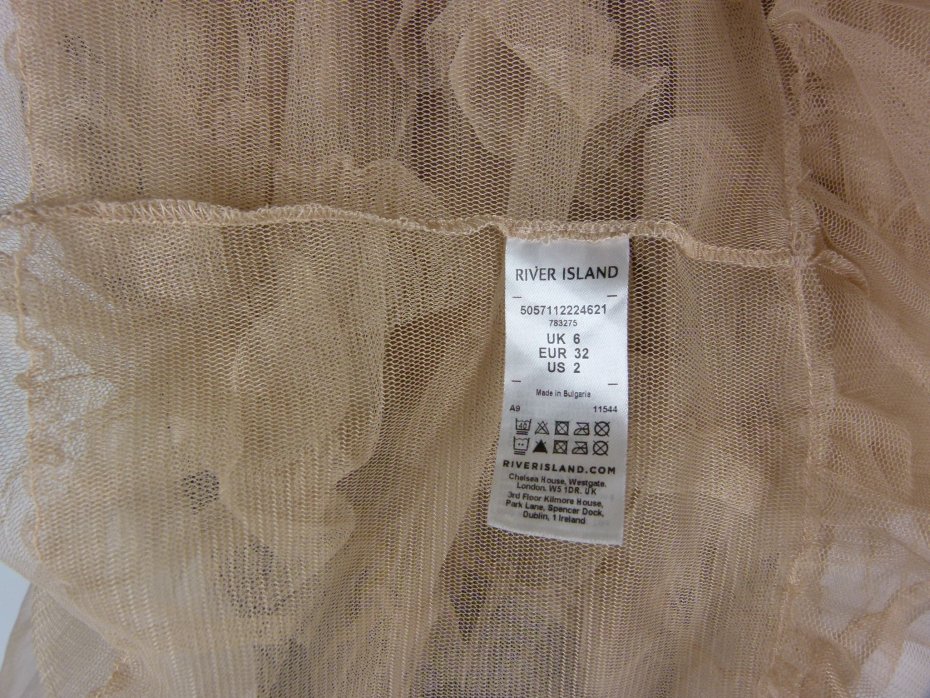 RIVER ISLAND
5057112224621
783275
UK 6
EUR 32
US 2
Made in Bulgaria
A9 11544
RIVERISLAND.COM
Chelsea House, Westgate,
London, W5 1DR. UK
3rd Floor Kilmore House,
Park Lane, Spencer Dock,
Dublin, 1 Ireland